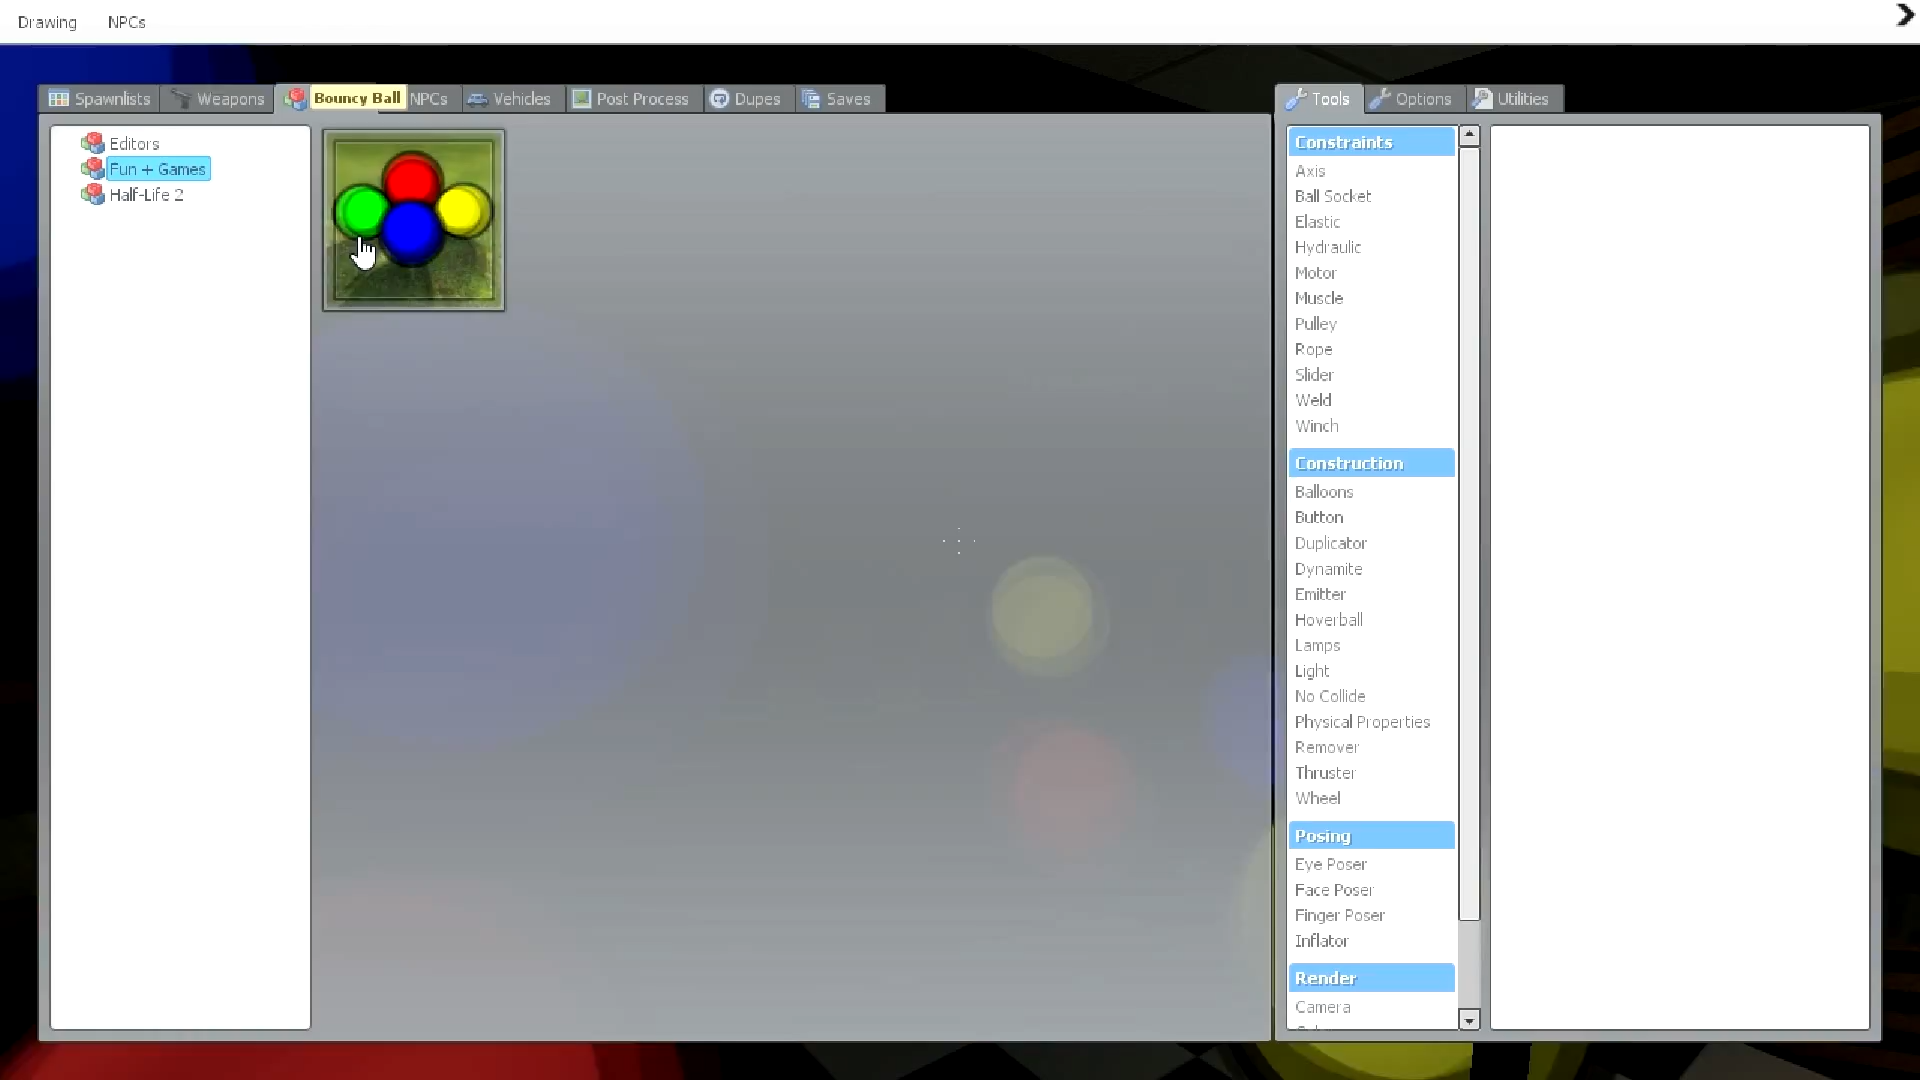 Drawing NPCs
Spawnlists Weapons Bouncy Ball NPCs Vehicles Post Process Dupes Saves
Editors
Fun + Games
Half-Life 2
Tools Options Utilities
Constraints
Axis
Ball Socket
Elastic
Hydraulic
Motor
Muscle
Pulley
Rope
Slider
Weld
Winch
Construction
Balloons
Button
Duplicator
Dynamite
Emitter
Hoverball
Lamps
Light
No Collide
Physical Properties
Remover
Thruster
Wheel
Posing
Eye Poser
Face Poser
Finger Poser
Inflator
Render
Camera